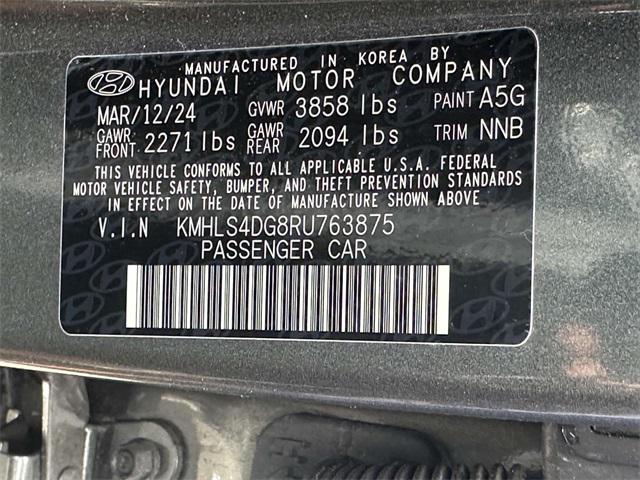 MANUFACTURED IN KOREA BY
HYUNDAI MOTOR COMPANY
MAR/12/24 GVWR 3858 lbs PAINT A5G
GAWR FRONT 2271 lbs GAWR REAR 2094 lbs TRIM NNB
THIS VEHICLE CONFORMS TO ALL APPLICABLE U.S.A. FEDERAL
MOTOR VEHICLE SAFETY, BUMPER, AND THEFT PREVENTION STANDARDS
IN EFFECT ON THE DATE OF MANUFACTURE SHOWN ABOVE
V.I.N KMHLS4DG8RU763875
PASSENGER CAR